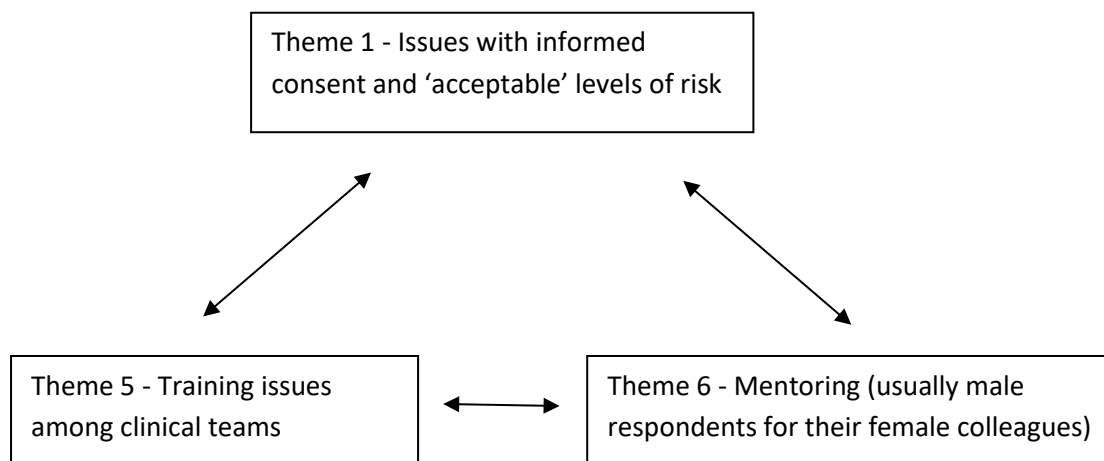 Theme 1 - Issues with informed
consent and ‘acceptable’ levels of risk
Theme 5 - Training issues
among clinical teams
Theme 6 - Mentoring (usually male
respondents for their female colleagues)